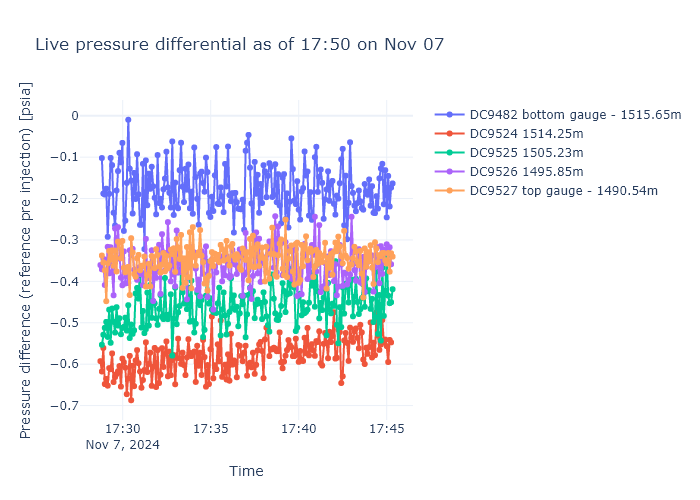 Live pressure differential as of 17:50 on Nov 07
Pressure difference (reference pre injection) [psia]
0
−0.1
−0.2
−0.3
−0.4
−0.5
−0.6
−0.7
17:30
Nov 7, 2024
17:35
17:40
17:45
Time
DC9482 bottom gauge - 1515.65m
DC9524 1514.25m
DC9525 1505.23m
DC9526 1495.85m
DC9527 top gauge - 1490.54m